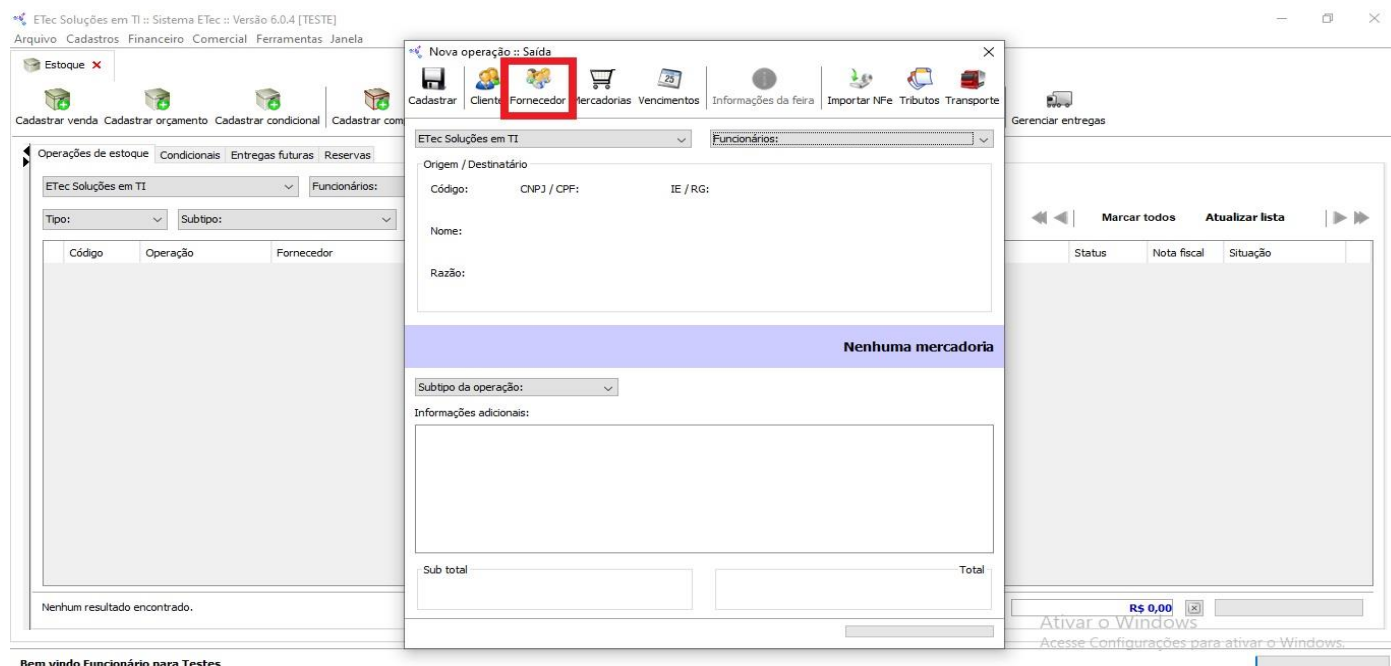 ETec Soluções em TI :: Sistema ETec :: Versão 6.0.4 [TESTE]
Arquivo Cadastros Financeiro Comercial Ferramentas Janela
Estoque
Cadastrar venda Cadastrar orçamento Cadastrar condicional Cadastrar com
Gerenciar entregas
Operações de estoque Condicionais Entregas futuras Reservas
ETec Soluções em TI Funcionários:
Tipo: Subtipo:
Marcar todos Atualizar lista
Código Operação Fornecedor Status Nota fiscal Situação
Nenhum resultado encontrado.
R$ 0,00
Nova operação :: Saída
Cadastrar Cliente Fornecedor Mercadorias Vencimentos Informações da feira Importar NFe Tributos Transporte
ETec Soluções em TI Funcionários:
Origem / Destinatário
Código: CNPJ / CPF: IE / RG:
Nome:
Razão:
Nenhuma mercadoria
Subtipo da operação:
Informações adicionais:
Sub total Total
Ativar o Windows
Acesse Configurações para ativar o Windows.
Bem vindo Funcionário para Testes